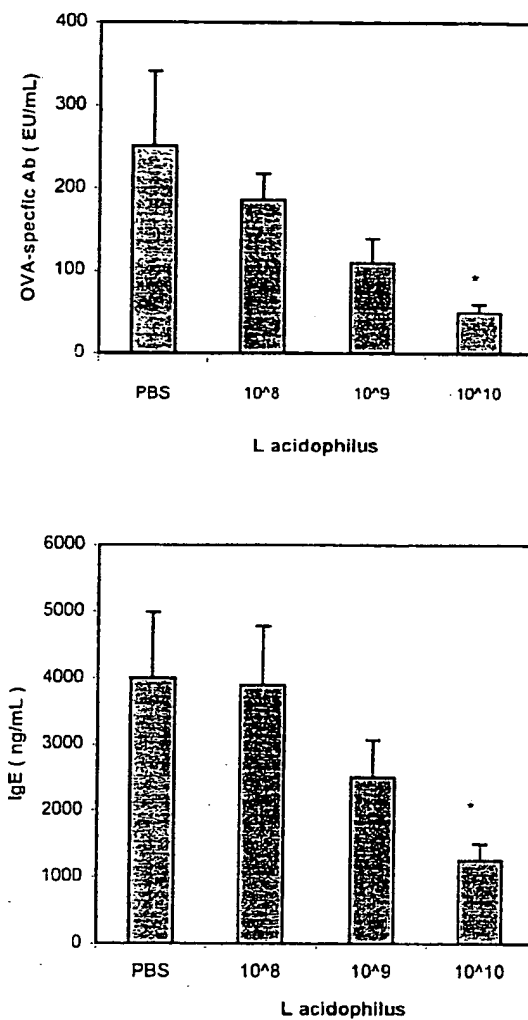 400
300
200
100
0
OVA-specfic Ab ( EU/mL)
*
PBS 10^8 10^9 10^10
L acidophilus
6000
5000
4000
3000
2000
1000
0
IgE ( ng/mL )
*
PBS 10^8 10^9 10^10
L acidophilus